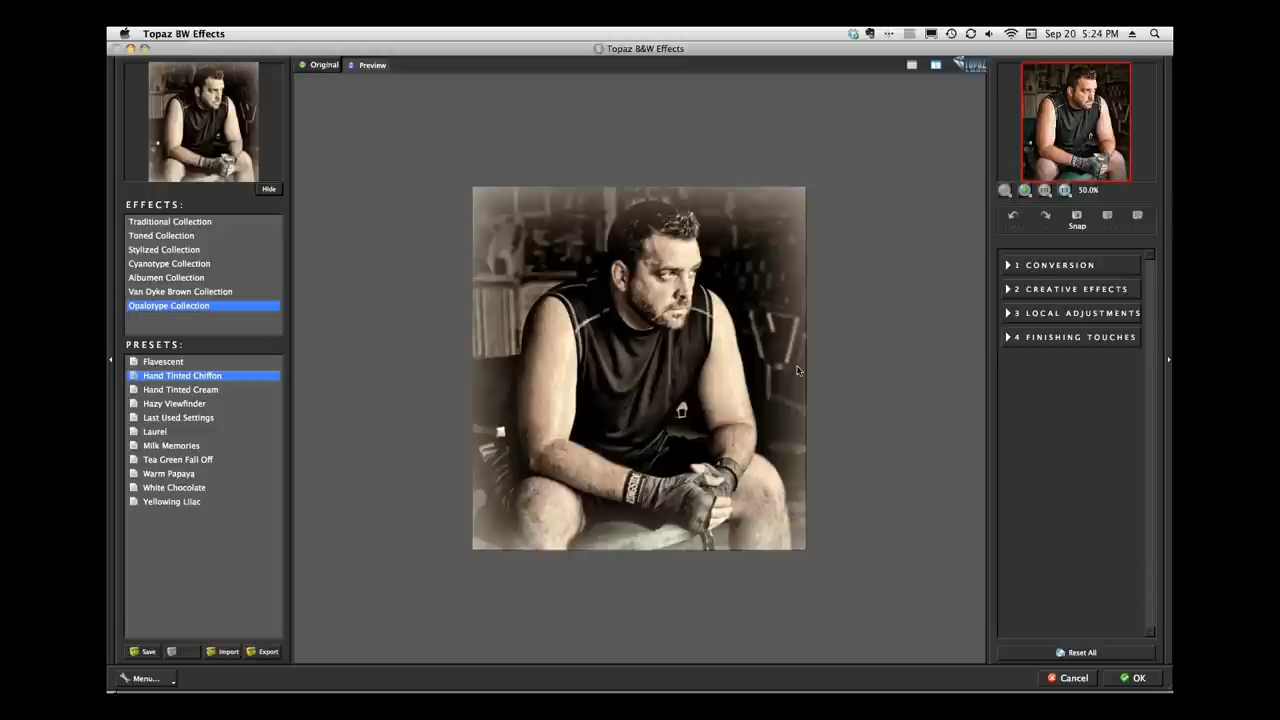 Topaz BW Effects
Sep 20 5:24 PM
Topaz B&W Effects
Original
Preview
TOPAZ
Hide
50.0%
EFFECTS:
Traditional Collection
Toned Collection
Stylized Collection
Cyanotype Collection
Albumen Collection
Van Dyke Brown Collection
Opalotype Collection
Snap
1 CONVERSION
2 CREATIVE EFFECTS
3 LOCAL ADJUSTMENTS
4 FINISHING TOUCHES
PRESETS:
Flavescent
Hand Tinted Chiffon
Hand Tinted Cream
Hazy Viewfinder
Last Used Settings
Laurel
Milk Memories
Tea Green Fall Off
Warm Papaya
White Chocolate
Yellowing Lilac
RINGSIDE
Save
Import
Export
Reset All
Menu...
Cancel
OK